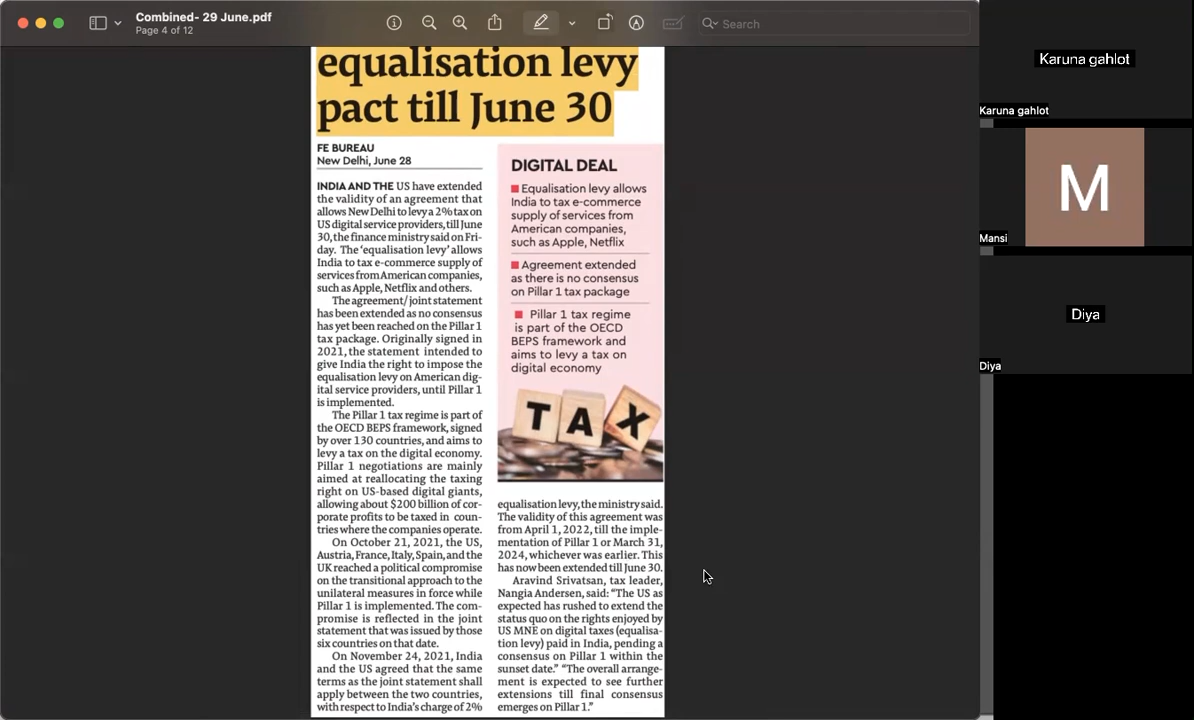 Combined- 29 June.pdf
Page 4 of 12
Search
equalisation levy
pact till June 30
FE BUREAU
New Delhi, June 28
INDIA AND THE US have extended
the validity of an agreement that
allows New Delhi to levy a 2% tax on
US digital service providers, till June
30, the finance ministry said on Fri-
day. The ‘equalisation levy’ allows
India to tax e-commerce supply of
services from American companies,
such as Apple, Netflix and others.
The agreement/joint statement
has been extended as no consensus
has yet been reached on the Pillar 1
tax package. Originally signed in
2021, the statement intended to
give India the right to impose the
equalisation levy on American dig-
ital service providers, until Pillar 1
is implemented.
The Pillar 1 tax regime is part of
the OECD BEPS framework, signed
by over 130 countries, and aims to
levy a tax on the digital economy.
Pillar 1 negotiations are mainly
aimed at reallocating the taxing
right on US-based digital giants,
allowing about $200 billion of cor-
porate profits to be taxed in coun-
tries where the companies operate.
On October 21, 2021, the US,
Austria, France, Italy, Spain, and the
UK reached a political compromise
on the transitional approach to the
unilateral measures in force while
Pillar 1 is implemented. The com-
promise is reflected in the joint
statement that was issued by those
six countries on that date.
On November 24, 2021, India
and the US agreed that the same
terms as the joint statement shall
apply between the two countries,
with respect to India’s charge of 2%
DIGITAL DEAL
Equalisation levy allows
India to tax e-commerce
supply of services from
American companies,
such as Apple, Netflix
Agreement extended
as there is no consensus
on Pillar 1 tax package
Pillar 1 tax regime
is part of the OECD
BEPS framework and
aims to levy a tax on
digital economy
TAX
equalisation levy, the ministry said.
The validity of this agreement was
from April 1, 2022, till the imple-
mentation of Pillar 1 or March 31,
2024, whichever was earlier. This
has now been extended till June 30.
Aravind Srivatsan, tax leader,
Nangia Andersen, said: “The US as
expected has rushed to extend the
status quo on the rights enjoyed by
US MNE on digital taxes (equalisa-
tion levy) paid in India, pending a
consensus on Pillar 1 within the
sunset date.” “The overall arrange-
ment is expected to see further
extensions till final consensus
emerges on Pillar 1.”
Karuna gahlot
Karuna gahlot
M
Mansi
Diya
Diya